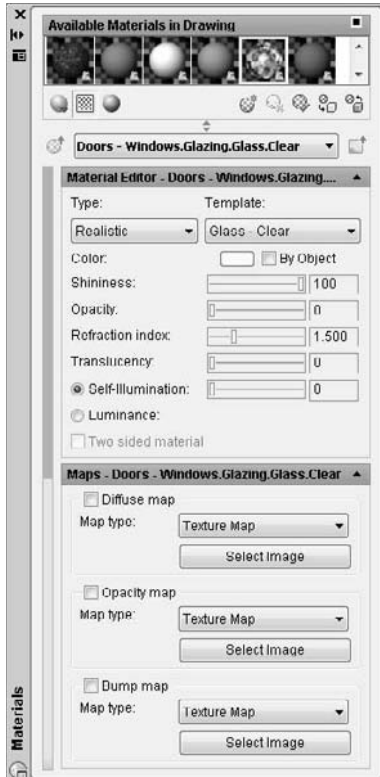 Available Materials in Drawing
Doors - Windows.Glazing.Glass.Clear
Material Editor - Doors - Windows.Glazing....
Type: Template:
Realistic Glass - Clear
Color: By Object
Shininess: 100
Opacity: 0
Refraction index: 1.500
Translucency: 0
Self-Illumination: 0
Luminance:
Two sided material
Maps - Doors - Windows.Glazing.Glass.Clear
Diffuse map
Map type: Texture Map
Select Image
Opacity map
Map type: Texture Map
Select Image
Bump map
Map type: Texture Map
Select Image
Materials